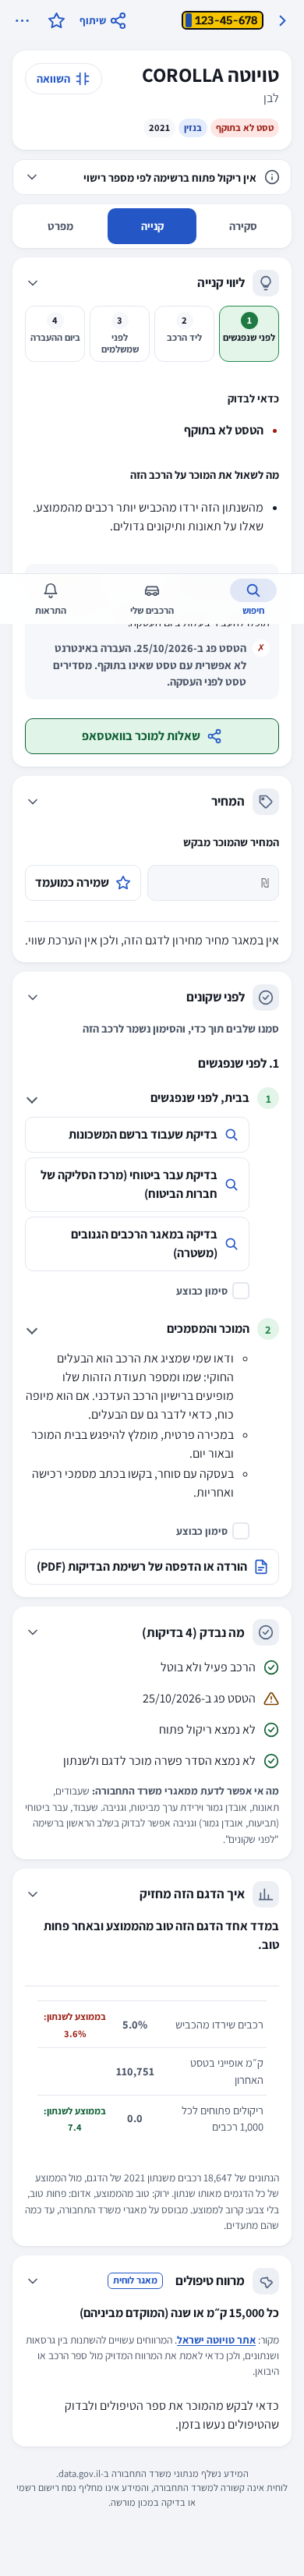 123-45-678
שיתוף
טויוטה COROLLA
השוואה
לבן
טסט לא בתוקף
בנזין
2021
אין ריקול פתוח ברשימה לפי מספר רישוי
סקירה
קנייה
מפרט
ליווי קנייה
1
לפני שנפגשים
2
ליד הרכב
3
לפני
שמשלמים
4
ביום ההעברה
כדאי לבדוק
הטסט לא בתוקף
מה לשאול את המוכר על הרכב הזה
מהשנתון הזה ירדו מהכביש יותר רכבים מהממוצע.
שאלו על תאונות ותיקונים גדולים.
חיפוש
הרכבים שלי
התראות
הטסט פג ב-25/10/2026. העברה באינטרנט
לא אפשרית עם טסט שאינו בתוקף. מסדירים
טסט לפני העסקה.
שאלות למוכר בוואטסאפ
המחיר
המחיר שהמוכר מבקש
₪
שמירה כמועמד
אין במאגר מחיר מחירון לדגם הזה, ולכן אין הערכת שווי.
לפני שקונים
סמנו שלבים תוך כדי, והסימון נשמר לרכב הזה
1. לפני שנפגשים
1
בבית, לפני שנפגשים
בדיקת שעבוד ברשם המשכונות
בדיקת עבר ביטוחי (מרכז הסליקה של
חברות הביטוח)
בדיקה במאגר הרכבים הגנובים
(משטרה)
סימון כבוצע
2
המוכר והמסמכים
ודאו שמי שמציג את הרכב הוא הבעלים
החוקי: שמו ומספר תעודת הזהות שלו
מופיעים ברישיון הרכב העדכני. אם הוא מיופה
כוח, כדאי לדבר גם עם הבעלים.
במכירה פרטית, מומלץ להיפגש בבית המוכר
ובאור יום.
בעסקה עם סוחר, בקשו בכתב מסמכי רכישה
ואחריות.
סימון כבוצע
הורדה או הדפסה של רשימת הבדיקות (PDF)
מה נבדק (4 בדיקות)
הרכב פעיל ולא בוטל
הטסט פג ב-25/10/2026
לא נמצא ריקול פתוח
לא נמצא הסדר פשרה מוכר לדגם ולשנתון
מה אי אפשר לדעת ממאגרי משרד התחבורה: שעבודים,
תאונות, אובדן גמור וירידת ערך מביטוח, וגניבה. שעבוד, עבר ביטוחי
(תביעות, אובדן גמור) וגניבה אפשר לבדוק בשלב הראשון ברשימה
"לפני שקונים".
איך הדגם הזה מחזיק
במדד אחד הדגם הזה טוב מהממוצע ובאחר פחות
טוב.
רכבים שירדו מהכביש
5.0%
בממוצע לשנתון:
3.6%
ק״מ אופייני בטסט
האחרון
110,751
ריקולים פתוחים לכל
1,000 רכבים
0.0
בממוצע לשנתון:
7.4
הנתונים של 18,647 רכבים משנתון 2021 של הדגם, מול הממוצע
של כל הדגמים מאותו שנתון. ירוק: טוב מהממוצע, אדום: פחות טוב,
בלי צבע: קרוב לממוצע. מבוסס על מאגרי משרד התחבורה, עד כמה
שהם מתעדים.
מרווח טיפולים
מאגר לוחית
כל 15,000 ק״מ או שנה (המוקדם מביניהם)
מקור: אתר טויוטה ישראל. המרווחים עשויים להשתנות בין גרסאות
ושנתונים, ולכן כדאי לאמת את המרווח המדויק מול ספר הרכב או
היבואן.
כדאי לבקש מהמוכר את ספר הטיפולים ולבדוק
שהטיפולים נעשו בזמן.
המידע נשלף מנתוני משרד התחבורה ב-data.gov.il.
לוחית אינה קשורה למשרד התחבורה, והמידע אינו מחליף נסח רישום רשמי
או בדיקה במכון מורשה.